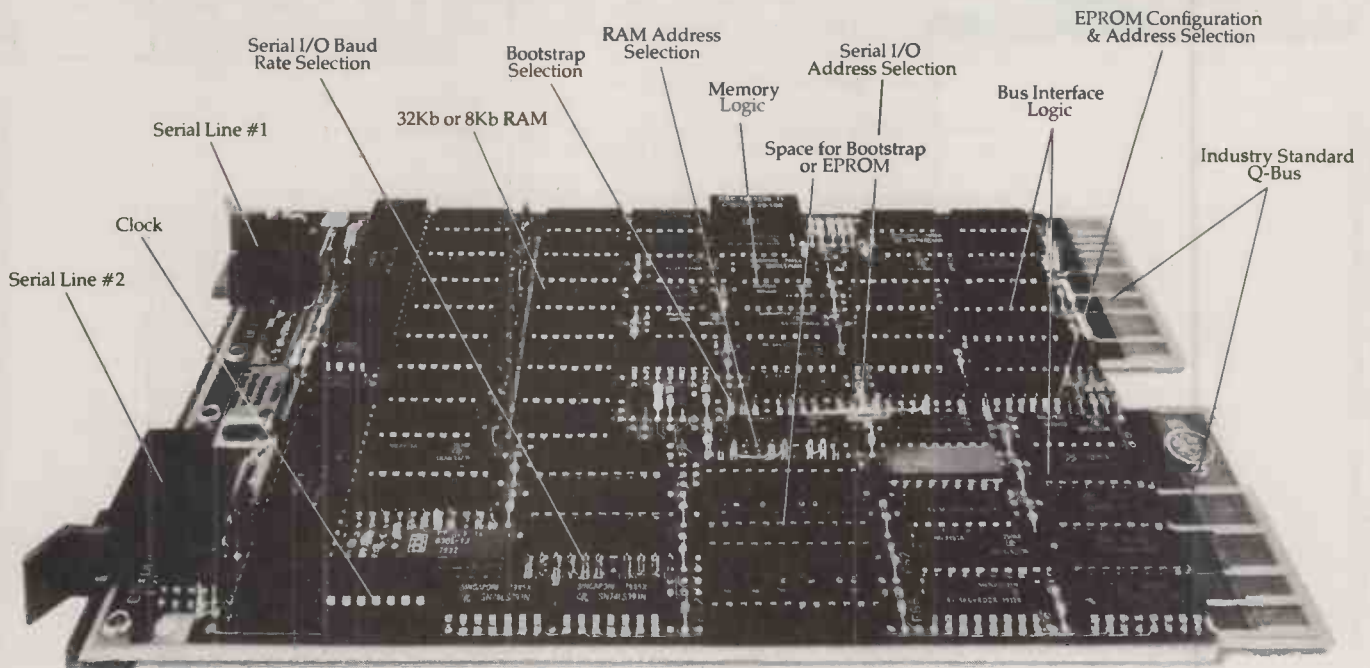 EPROM Configuration
& Address Selection
RAM Address
Selection
Serial I/O Baud
Rate Selection
Bootstrap
Selection
Serial I/O
Address Selection
Memory
Logic
Bus Interface
Logic
32Kb or 8Kb RAM
Serial Line #1
Space for Bootstrap
or EPROM
Industry Standard
Q-Bus
Clock
Serial Line #2